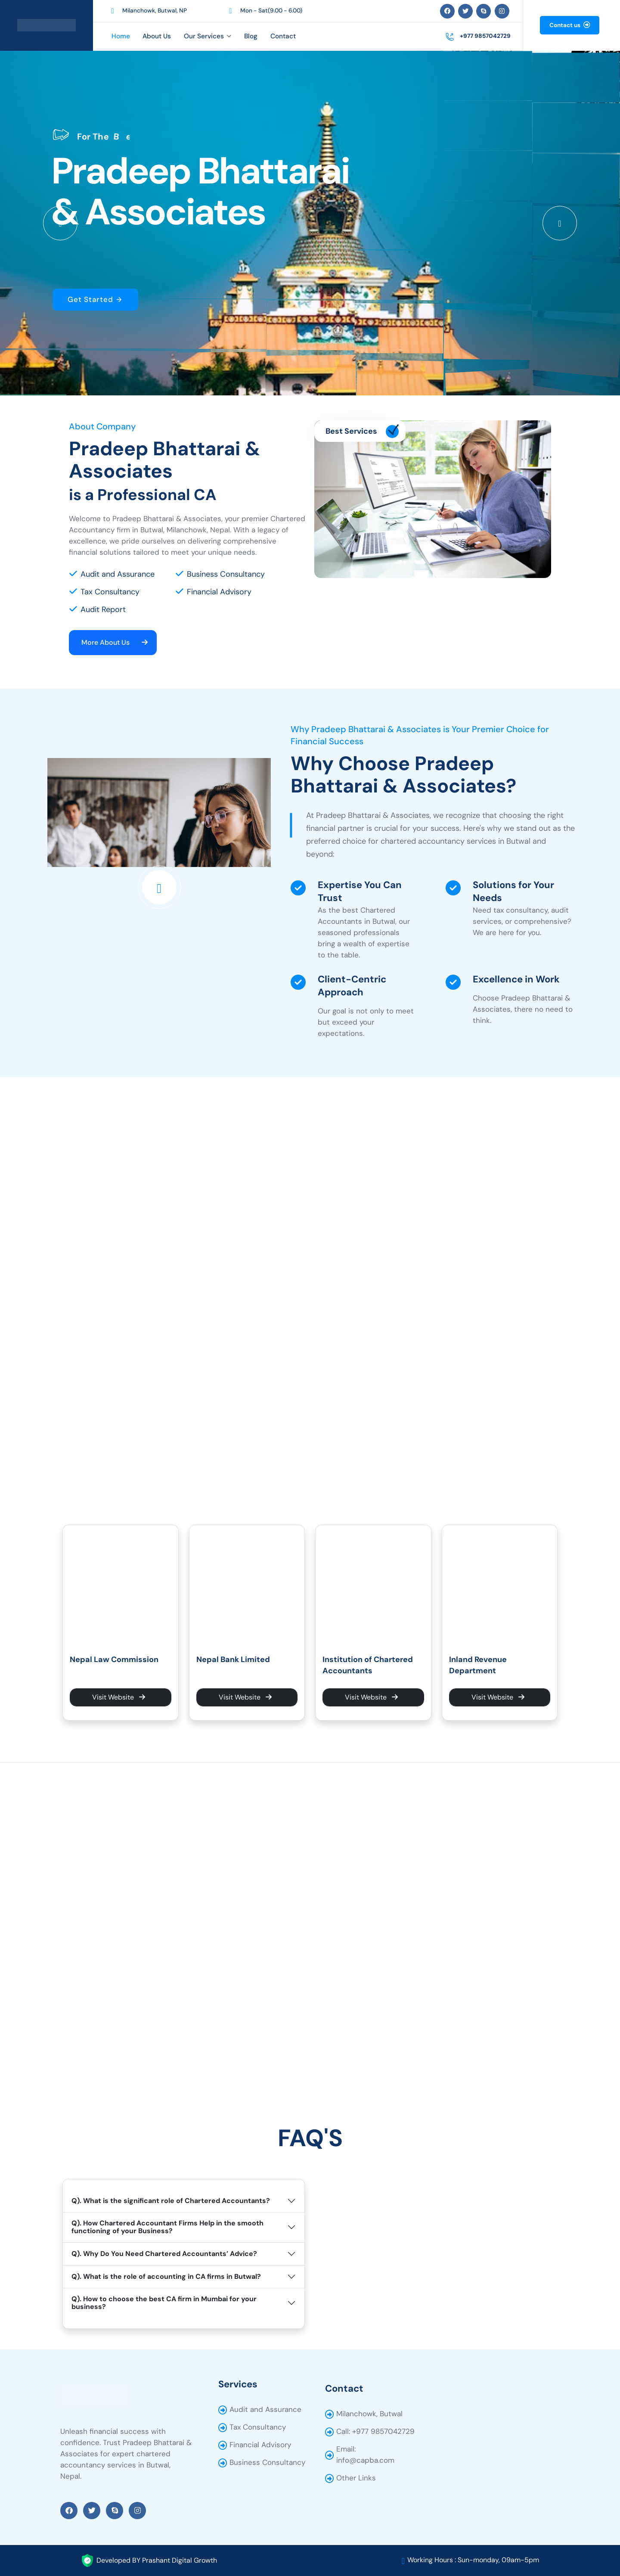 Milanchowk, Butwal, NP
Mon - Sat(9.00 - 6.00)
Contact us
Home
About Us
Our Services
Blog
Contact
+977 9857042729
For The B e
Pradeep Bhattarai
& Associates
Get Started →
About Company
Pradeep Bhattarai &
Associates
is a Professional CA
Welcome to Pradeep Bhattarai & Associates, your premier Chartered
Accountancy firm in Butwal, Milanchowk, Nepal. With a legacy of
excellence, we pride ourselves on delivering comprehensive
financial solutions tailored to meet your unique needs.
Audit and Assurance
Business Consultancy
Tax Consultancy
Financial Advisory
Audit Report
More About Us →
Best Services
Why Pradeep Bhattarai & Associates is Your Premier Choice for
Financial Success
Why Choose Pradeep
Bhattarai & Associates?
At Pradeep Bhattarai & Associates, we recognize that choosing the right
financial partner is crucial for your success. Here's why we stand out as the
preferred choice for chartered accountancy services in Butwal and
beyond:
Expertise You Can
Trust
As the best Chartered
Accountants in Butwal, our
seasoned professionals
bring a wealth of expertise
to the table.
Solutions for Your
Needs
Need tax consultancy, audit
services, or comprehensive?
We are here for you.
Client-Centric
Approach
Our goal is not only to meet
but exceed your
expectations.
Excellence in Work
Choose Pradeep Bhattarai &
Associates, there no need to
think.
Nepal Law Commission
Visit Website →
Nepal Bank Limited
Visit Website →
Institution of Chartered
Accountants
Visit Website →
Inland Revenue
Department
Visit Website →
FAQ'S
Q). What is the significant role of Chartered Accountants?
Q). How Chartered Accountant Firms Help in the smooth
functioning of your Business?
Q). Why Do You Need Chartered Accountants' Advice?
Q). What is the role of accounting in CA firms in Butwal?
Q). How to choose the best CA firm in Mumbai for your
business?
Unleash financial success with
confidence. Trust Pradeep Bhattarai &
Associates for expert chartered
accountancy services in Butwal,
Nepal.
Services
Audit and Assurance
Tax Consultancy
Financial Advisory
Business Consultancy
Contact
Milanchowk, Butwal
Call: +977 9857042729
Email:
info@capba.com
Other Links
Developed BY Prashant Digital Growth
Working Hours : Sun-monday, 09am-5pm